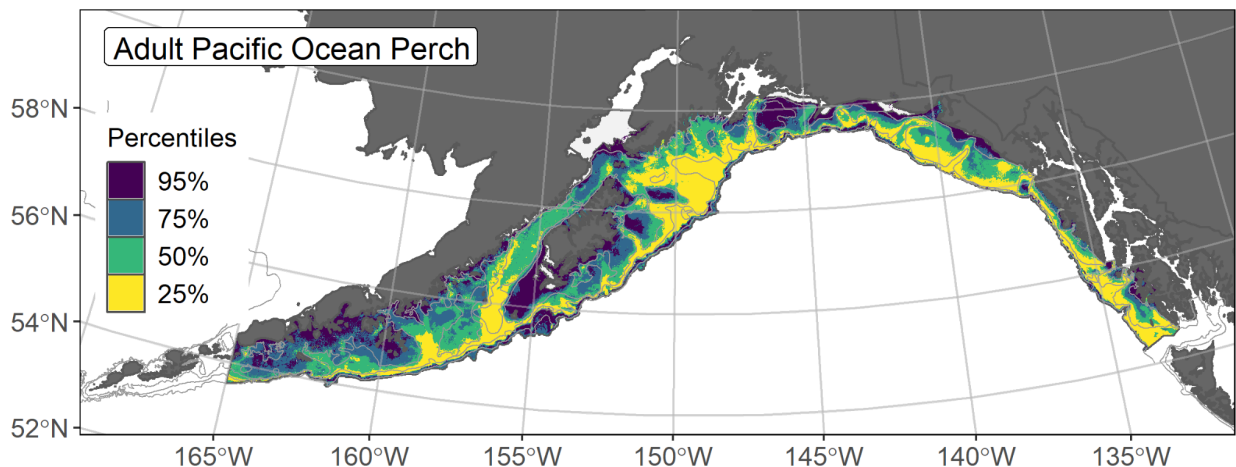 Adult Pacific Ocean Perch
58°N
56°N
54°N
52°N
Percentiles
95%
75%
50%
25%
165°W
160°W
155°W
150°W
145°W
140°W
135°W